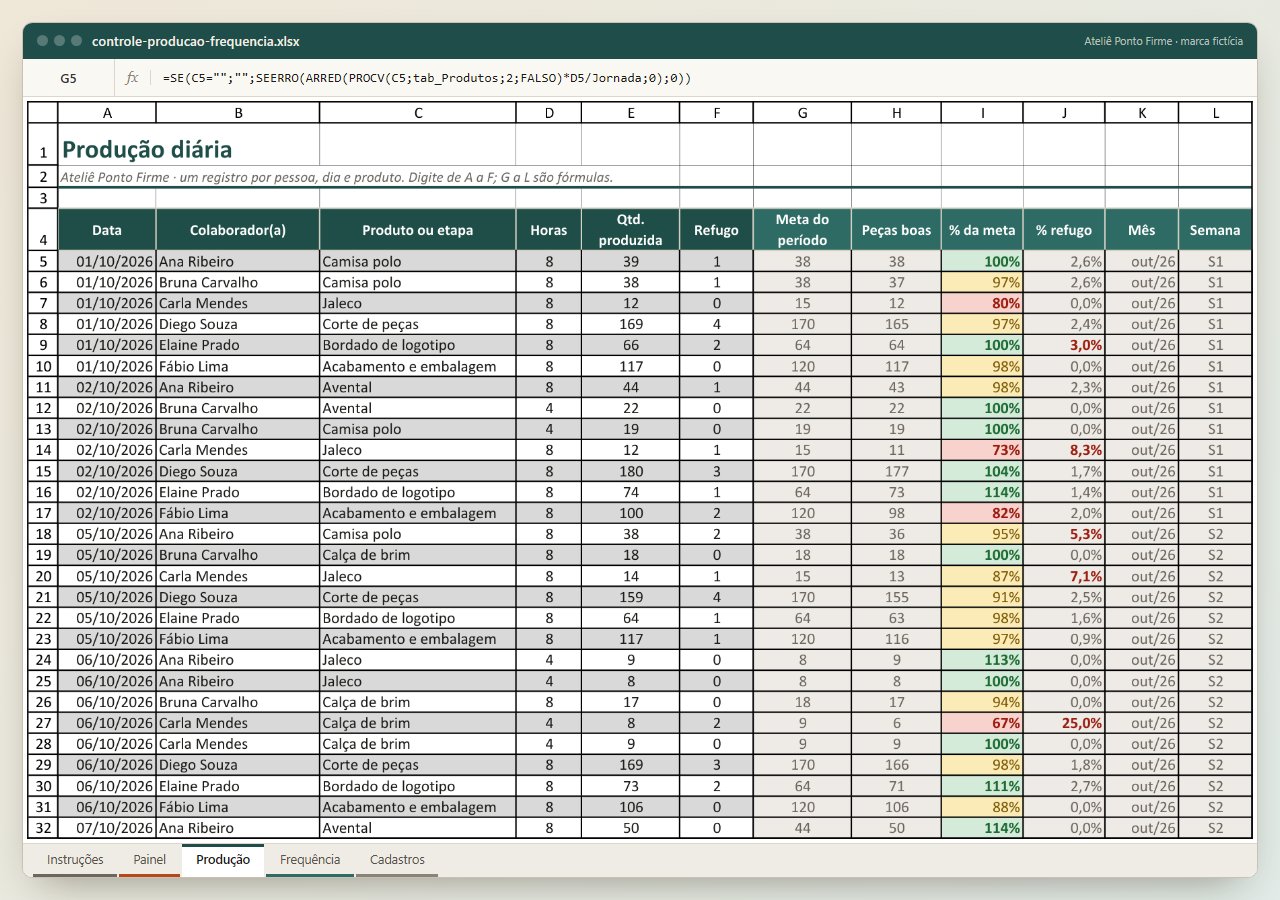 controle-producao-frequencia.xlsx
Ateliê Ponto Firme · marca fictícia
G5 fx =SE(C5="";"";SEERRO(ARRED(PROCV(C5;tab_Produtos;2;FALSO)*D5/Jornada;0);0))
A B C D E F G H I J K L
1 Produção diária
2 Ateliê Ponto Firme · um registro por pessoa, dia e produto. Digite de A a F; G a L são fórmulas.
3
4 Data Colaborador(a) Produto ou etapa Horas Qtd. produzida Refugo Meta do período Peças boas % da meta % refugo Mês Semana
5 01/10/2026 Ana Ribeiro Camisa polo 8 39 1 38 38 100% 2,6% out/26 S1
6 01/10/2026 Bruna Carvalho Camisa polo 8 38 1 38 37 97% 2,6% out/26 S1
7 01/10/2026 Carla Mendes Jaleco 8 12 0 15 12 80% 0,0% out/26 S1
8 01/10/2026 Diego Souza Corte de peças 8 169 4 170 165 97% 2,4% out/26 S1
9 01/10/2026 Elaine Prado Bordado de logotipo 8 66 2 64 64 100% 3,0% out/26 S1
10 01/10/2026 Fábio Lima Acabamento e embalagem 8 117 0 120 117 98% 0,0% out/26 S1
11 02/10/2026 Ana Ribeiro Avental 8 44 1 44 43 98% 2,3% out/26 S1
12 02/10/2026 Bruna Carvalho Avental 4 22 0 22 22 100% 0,0% out/26 S1
13 02/10/2026 Bruna Carvalho Camisa polo 4 19 0 19 19 100% 0,0% out/26 S1
14 02/10/2026 Carla Mendes Jaleco 8 12 1 15 11 73% 8,3% out/26 S1
15 02/10/2026 Diego Souza Corte de peças 8 180 3 170 177 104% 1,7% out/26 S1
16 02/10/2026 Elaine Prado Bordado de logotipo 8 74 1 64 73 114% 1,4% out/26 S1
17 02/10/2026 Fábio Lima Acabamento e embalagem 8 100 2 120 98 82% 2,0% out/26 S1
18 05/10/2026 Ana Ribeiro Camisa polo 8 38 2 38 36 95% 5,3% out/26 S2
19 05/10/2026 Bruna Carvalho Calça de brim 8 18 0 18 18 100% 0,0% out/26 S2
20 05/10/2026 Carla Mendes Jaleco 8 14 1 15 13 87% 7,1% out/26 S2
21 05/10/2026 Diego Souza Corte de peças 8 159 4 170 155 91% 2,5% out/26 S2
22 05/10/2026 Elaine Prado Bordado de logotipo 8 64 1 64 63 98% 1,6% out/26 S2
23 05/10/2026 Fábio Lima Acabamento e embalagem 8 117 1 120 116 97% 0,9% out/26 S2
24 06/10/2026 Ana Ribeiro Jaleco 4 9 0 8 9 113% 0,0% out/26 S2
25 06/10/2026 Ana Ribeiro Jaleco 4 8 0 8 8 100% 0,0% out/26 S2
26 06/10/2026 Bruna Carvalho Calça de brim 8 17 0 18 17 94% 0,0% out/26 S2
27 06/10/2026 Carla Mendes Calça de brim 4 8 2 9 6 67% 25,0% out/26 S2
28 06/10/2026 Carla Mendes Calça de brim 4 9 0 9 9 100% 0,0% out/26 S2
29 06/10/2026 Diego Souza Corte de peças 8 169 3 170 166 98% 1,8% out/26 S2
30 06/10/2026 Elaine Prado Bordado de logotipo 8 73 2 64 71 111% 2,7% out/26 S2
31 06/10/2026 Fábio Lima Acabamento e embalagem 8 106 0 120 106 88% 0,0% out/26 S2
32 07/10/2026 Ana Ribeiro Avental 8 50 0 44 50 114% 0,0% out/26 S2
Instruções Painel Produção Frequência Cadastros